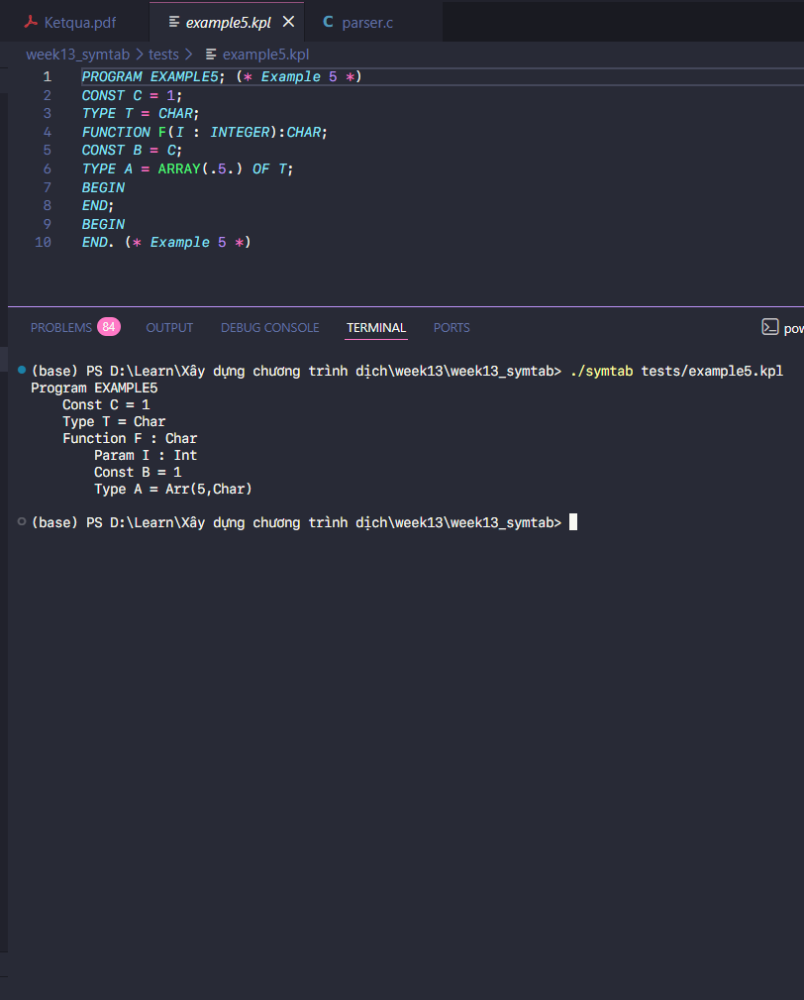 Ketqua.pdf
example5.kpl
C parser.c
week13_symtab > tests > example5.kpl
1 PROGRAM EXAMPLE5; (* Example 5 *)
2 CONST C = 1;
3 TYPE T = CHAR;
4 FUNCTION F(I : INTEGER):CHAR;
5 CONST B = C;
6 TYPE A = ARRAY(.5.) OF T;
7 BEGIN
8 END;
9 BEGIN
10 END. (* Example 5 *)
PROBLEMS 84 OUTPUT DEBUG CONSOLE TERMINAL PORTS pow
(base) PS D:\Learn\Xây dựng chương trình dịch\week13\week13_symtab> ./symtab tests/example5.kpl
Program EXAMPLE5
Const C = 1
Type T = Char
Function F : Char
Param I : Int
Const B = 1
Type A = Arr(5,Char)
(base) PS D:\Learn\Xây dựng chương trình dịch\week13\week13_symtab>